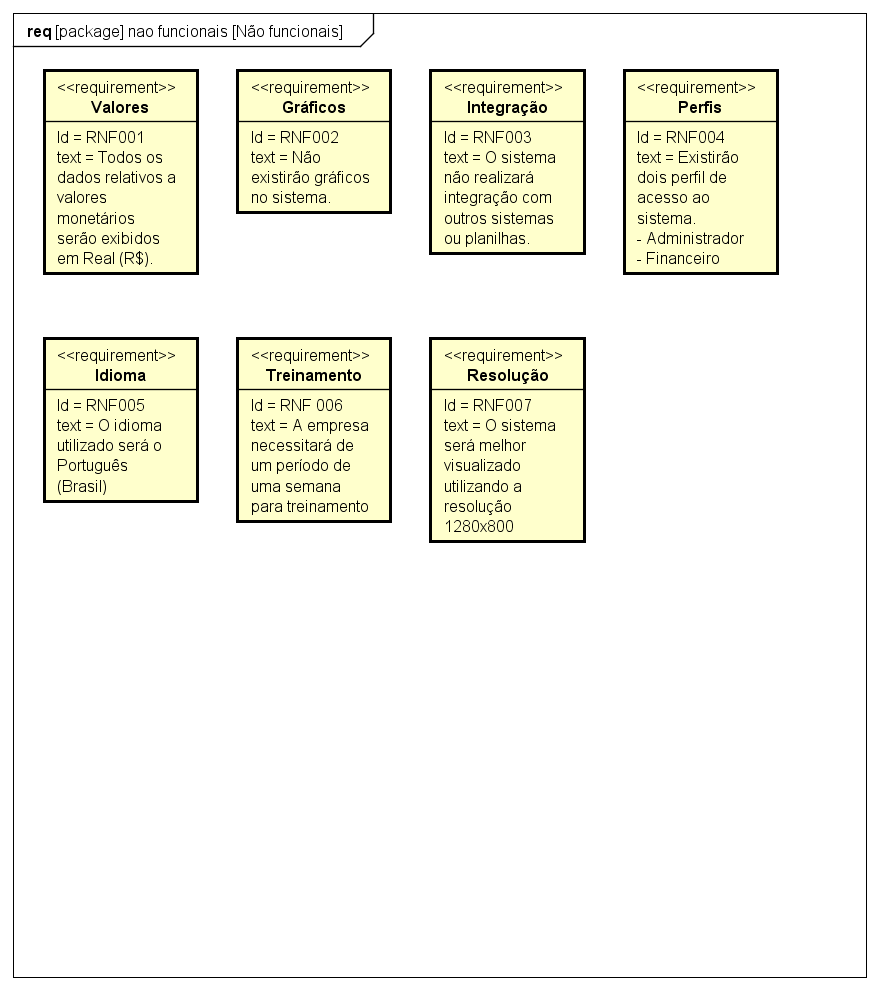 req [package] nao funcionais [Não funcionais]
<<requirement>>
Valores
Id = RNF001
text = Todos os
dados relativos a
valores
monetários
serão exibidos
em Real (R$).
<<requirement>>
Gráficos
Id = RNF002
text = Não
existirão gráficos
no sistema.
<<requirement>>
Integração
Id = RNF003
text = O sistema
não realizará
integração com
outros sistemas
ou planilhas.
<<requirement>>
Perfis
Id = RNF004
text = Existirão
dois perfil de
acesso ao
sistema.
- Administrador
- Financeiro
<<requirement>>
Idioma
Id = RNF005
text = O idioma
utilizado será o
Português
(Brasil)
<<requirement>>
Treinamento
Id = RNF 006
text = A empresa
necessitará de
um período de
uma semana
para treinamento
<<requirement>>
Resolução
Id = RNF007
text = O sistema
será melhor
visualizado
utilizando a
resolução
1280x800